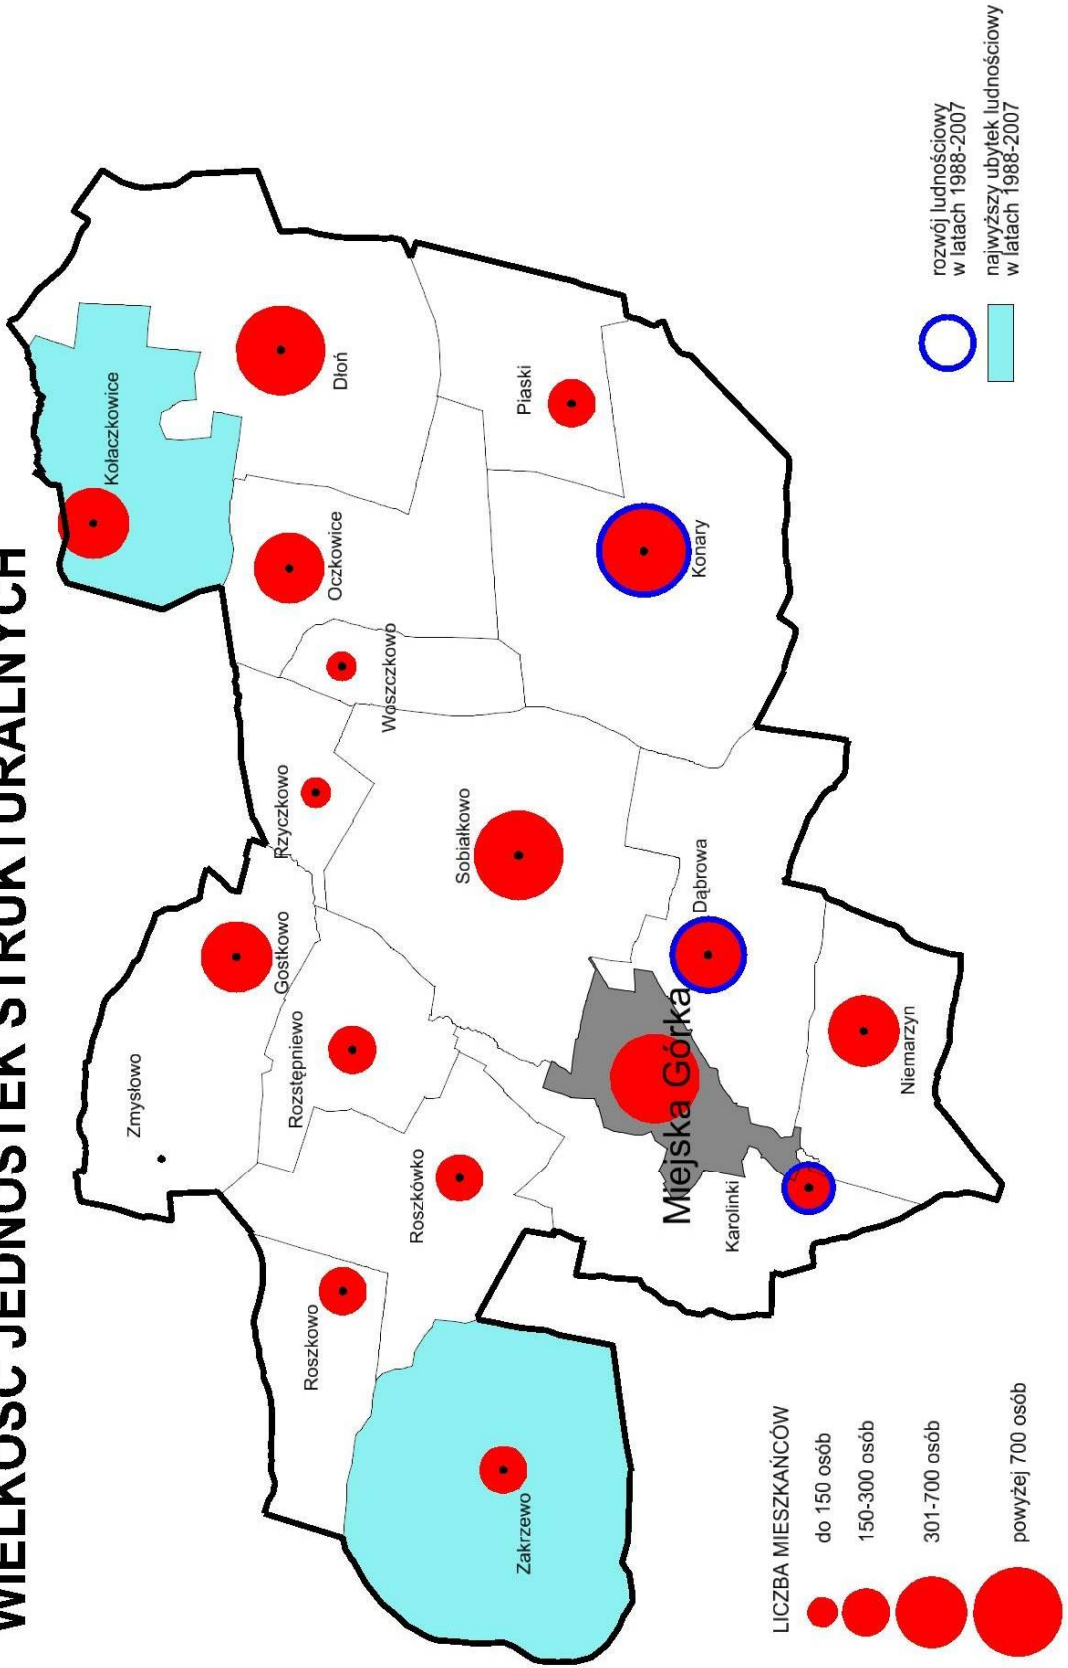 WIELKOŚĆ JEDNOSTEK STRUKTURALNYCH
Kołaczkowice
Dłoń
Oczkowice
Woszczkowo
Piaski
Konary
Rzyczkowo
Sobiałkowo
Gostkowo
Zmysłowo
Rozstępniewo
Roszkówko
Roszkowo
Zakrzewo
Dąbrowa
Miejska Górka
Karolinki
Niemarzyn
LICZBA MIESZKAŃCÓW
do 150 osób
150-300 osób
301-700 osób
powyżej 700 osób
rozwój ludnościowy
w latach 1988-2007
najwyższy ubytek ludnościowy
w latach 1988-2007